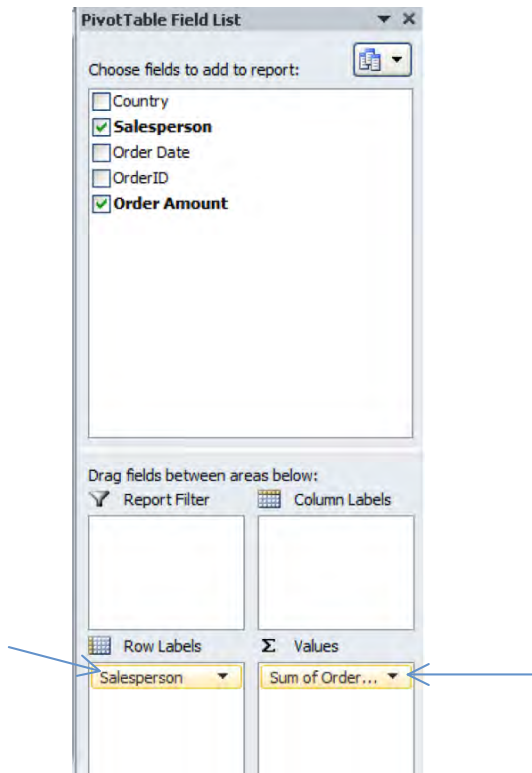 PivotTable Field List
Choose fields to add to report:
Country
Salesperson
Order Date
OrderID
Order Amount
Drag fields between areas below:
Report Filter
Column Labels
Row Labels
Σ Values
Salesperson
Sum of Order...